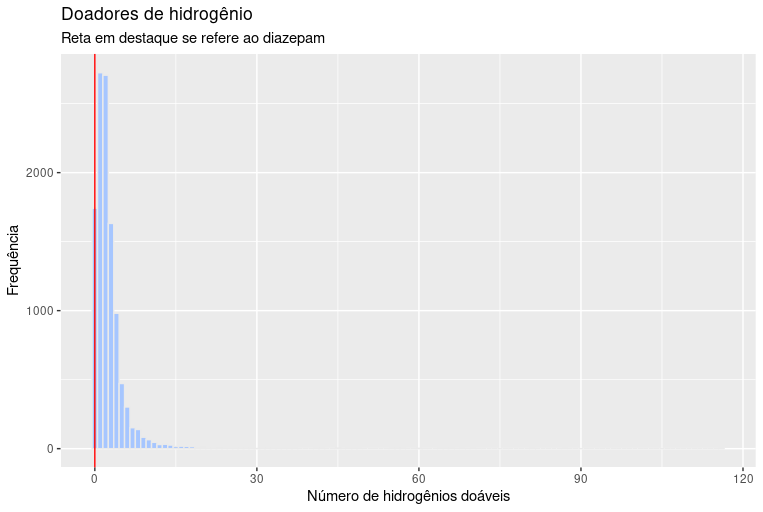 Doadores de hidrogênio
Reta em destaque se refere ao diazepam
Frequência
2000
1000
0
0 30 60 90 120
Número de hidrogênios doáveis